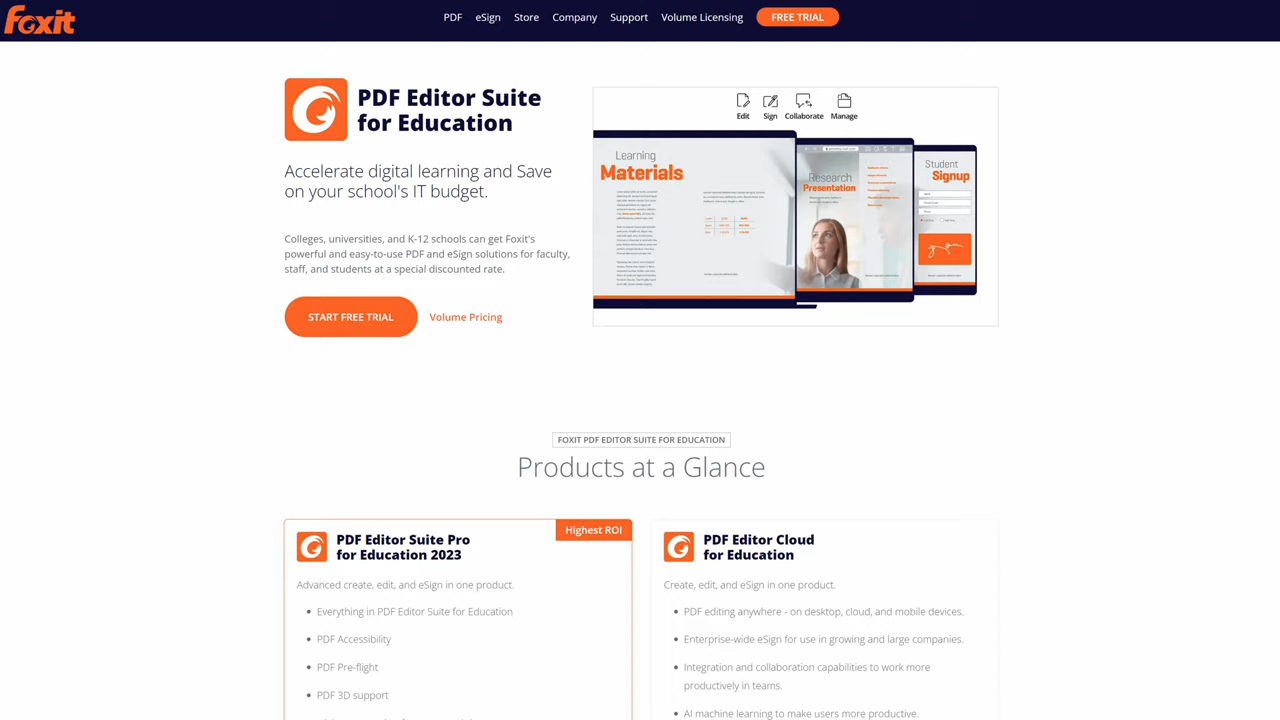 Foxit
PDF eSign Store Company Support Volume Licensing FREE TRIAL
PDF Editor Suite
for Education
Accelerate digital learning and Save
on your school's IT budget.
Colleges, universities, and K-12 schools can get Foxit's
powerful and easy-to-use PDF and eSign solutions for faculty,
staff, and students at a special discounted rate.
START FREE TRIAL Volume Pricing
Edit Sign Collaborate Manage
Learning
Materials
Research
Presentation
Student
Signup
FOXIT PDF EDITOR SUITE FOR EDUCATION
Products at a Glance
Highest ROI
PDF Editor Suite Pro
for Education 2023
Advanced create, edit, and eSign in one product.
Everything in PDF Editor Suite for Education
PDF Accessibility
PDF Pre-flight
PDF 3D support
PDF Editor Cloud
for Education
Create, edit, and eSign in one product.
PDF editing anywhere - on desktop, cloud, and mobile devices.
Enterprise-wide eSign for use in growing and large companies.
Integration and collaboration capabilities to work more
productively in teams.
AI machine learning to make users more productive.